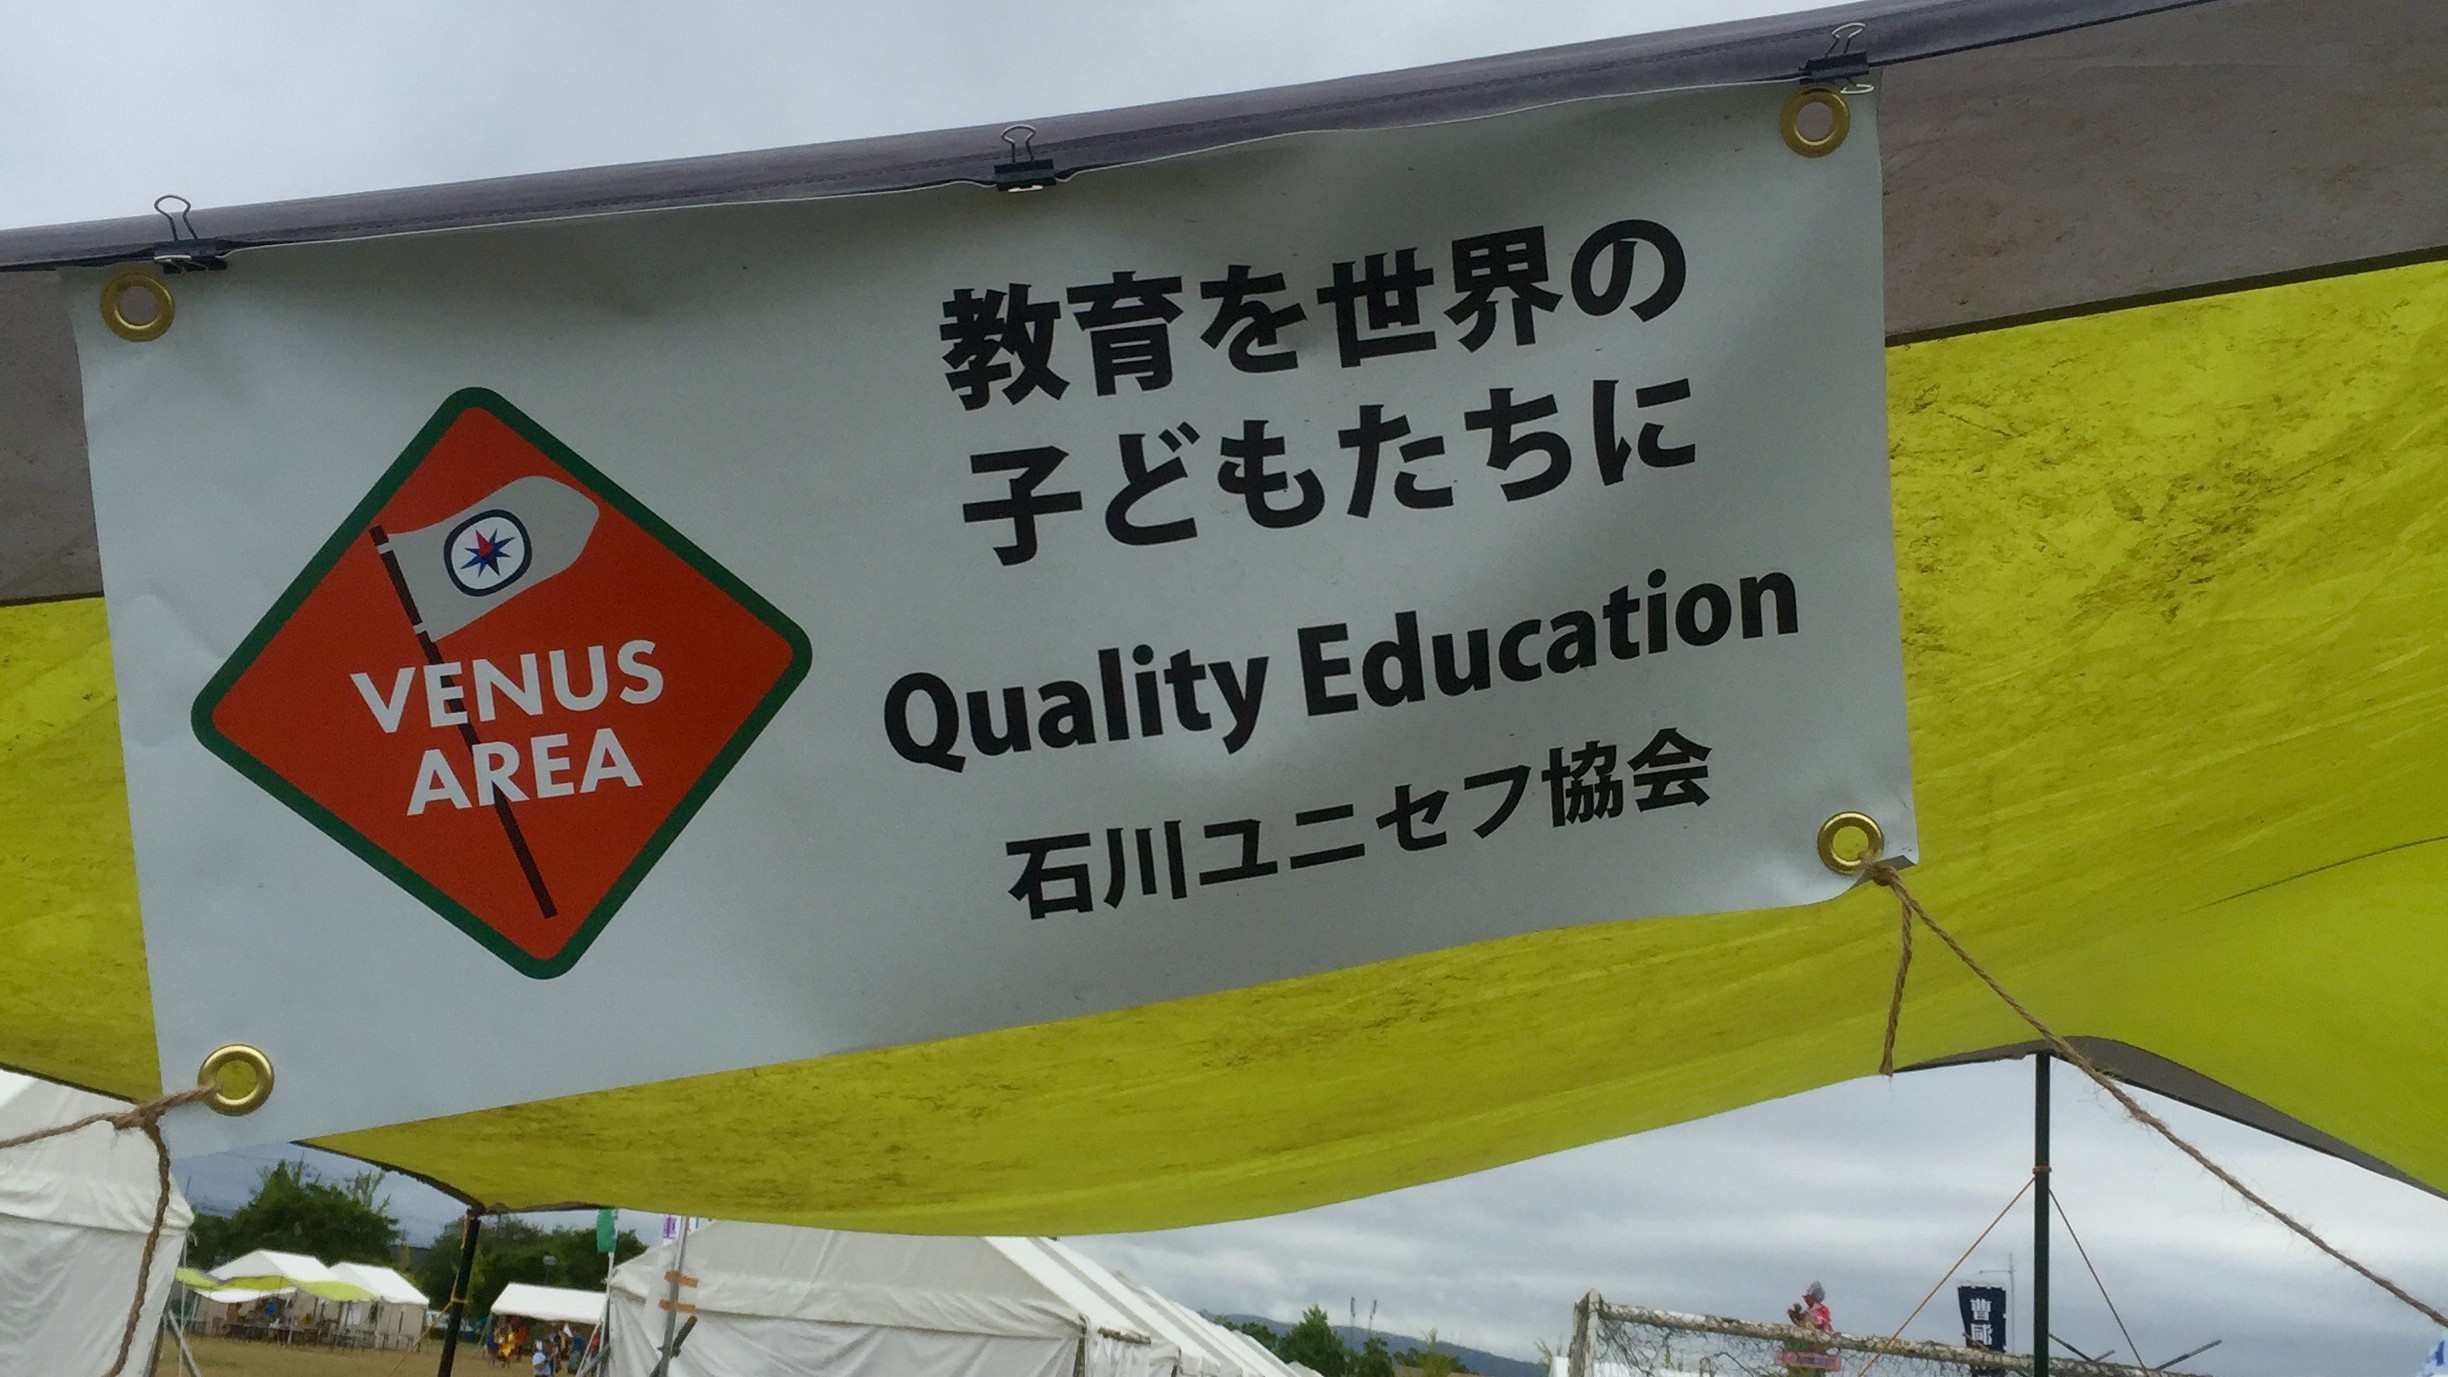 VENUS
AREA
教育を世界の
子どもたちに
Quality Education
石川ユニセフ協会